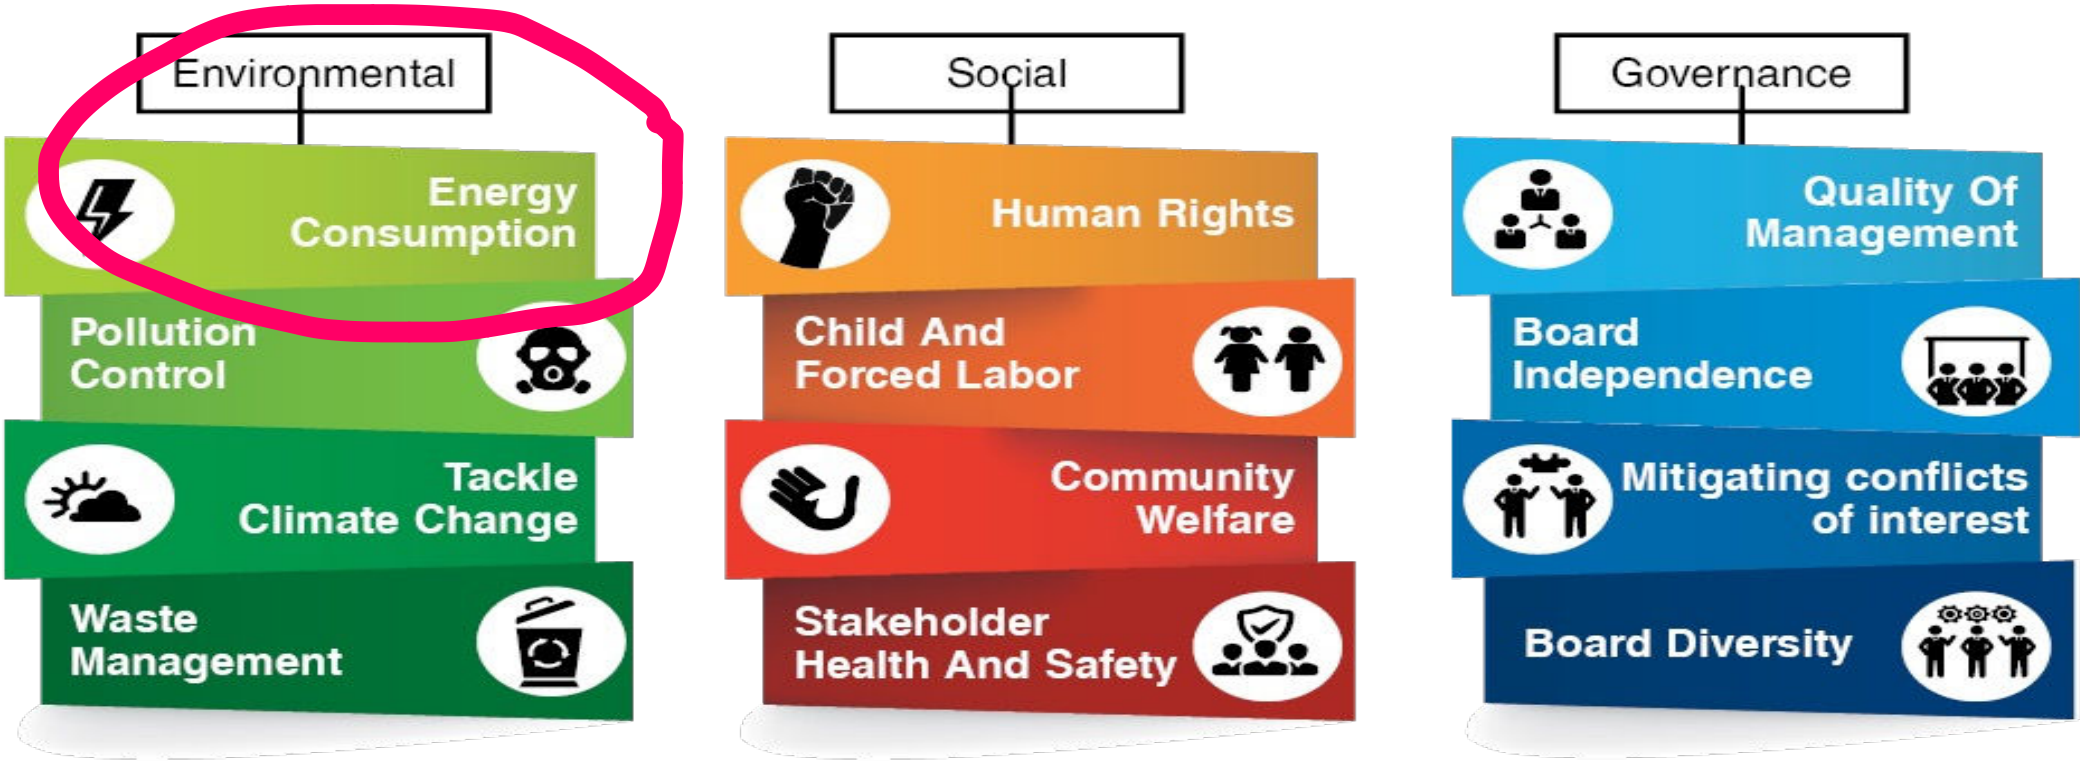 Environmental
Energy
Consumption
Pollution
Control
Tackle
Climate Change
Waste
Management
Social
Human Rights
Child And
Forced Labor
Community
Welfare
Stakeholder
Health And Safety
Governance
Quality Of
Management
Board
Independence
Mitigating conflicts
of interest
Board Diversity